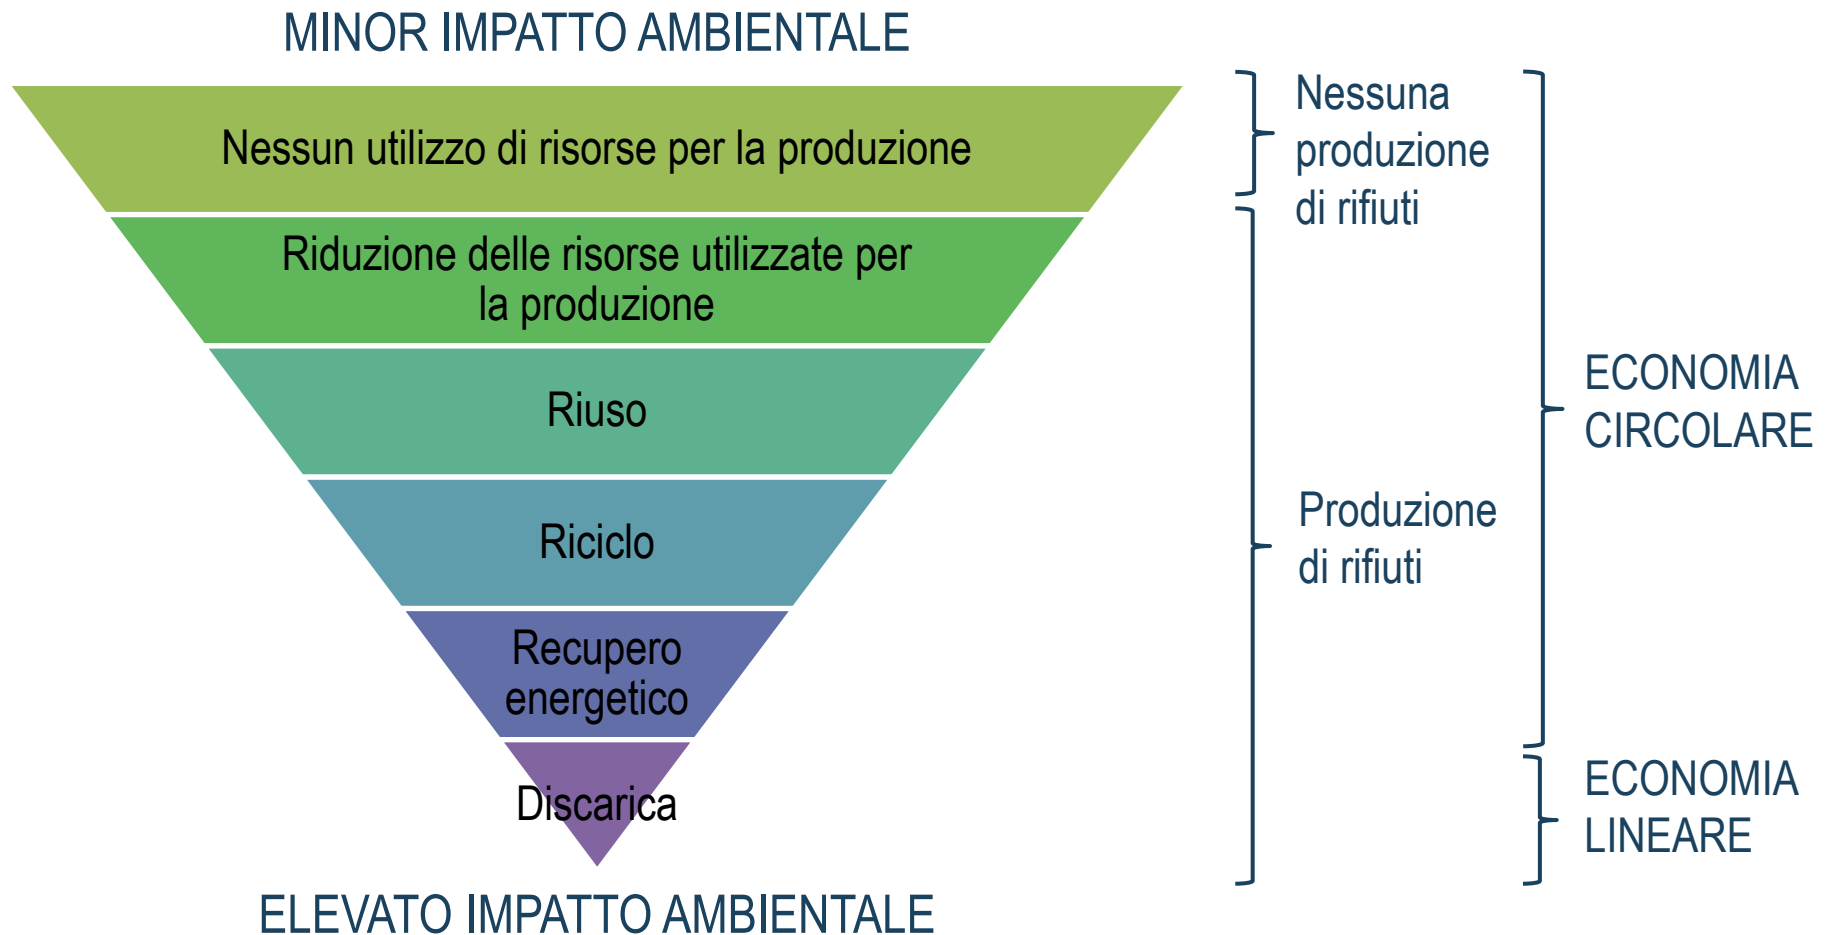 MINOR IMPATTO AMBIENTALE
Nessun utilizzo di risorse per la produzione
Riduzione delle risorse utilizzate per
la produzione
Riuso
Riciclo
Recupero
energetico
Discarica
ELEVATO IMPATTO AMBIENTALE
Nessuna
produzione
di rifiuti
Produzione
di rifiuti
ECONOMIA
CIRCOLARE
ECONOMIA
LINEARE